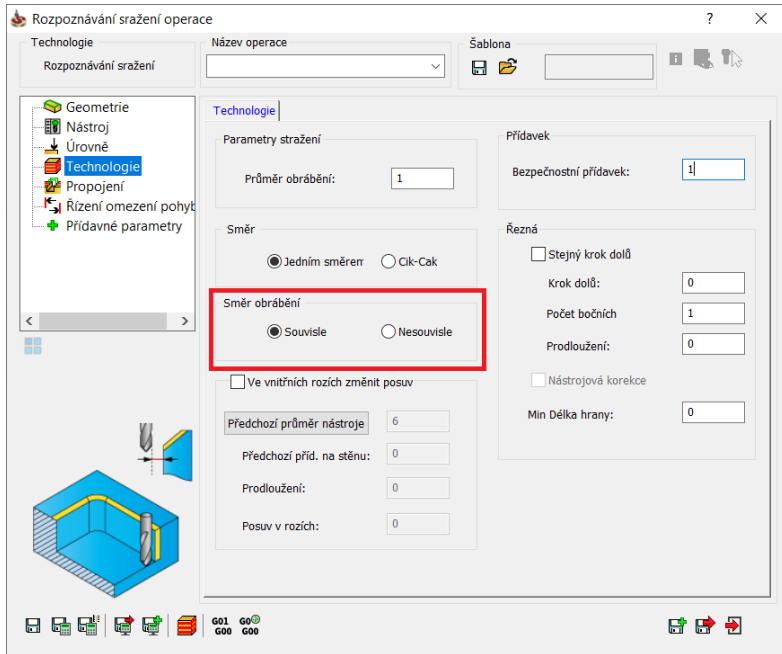 Rozpoznávání sražení operace
?
Technologie
Rozpoznávání sražení
Název operace
Šablona
Geometrie
Nástroj
Úrovně
Technologie
Propojení
Řízení omezení pohyb
Přídavné parametry
Technologie
Parametry stražení
Průměr obrábění: 1
Přídavek
Bezpečnostní přídavek: 1
Směr
Jedním směrem Cik-Cak
Směr obrábění
Souvisle Nesouvisle
Ve vnitřních rozích změnit posuv
Předchozí průměr nástroje 6
Předchozí příd. na stěnu: 0
Prodloužení: 0
Posuv v rozích: 0
Řezná
Stejný krok dolů
Krok dolů: 0
Počet bočních 1
Prodloužení: 0
Nástrojová korekce
Min Délka hrany: 0
G01 G00
G00 G00